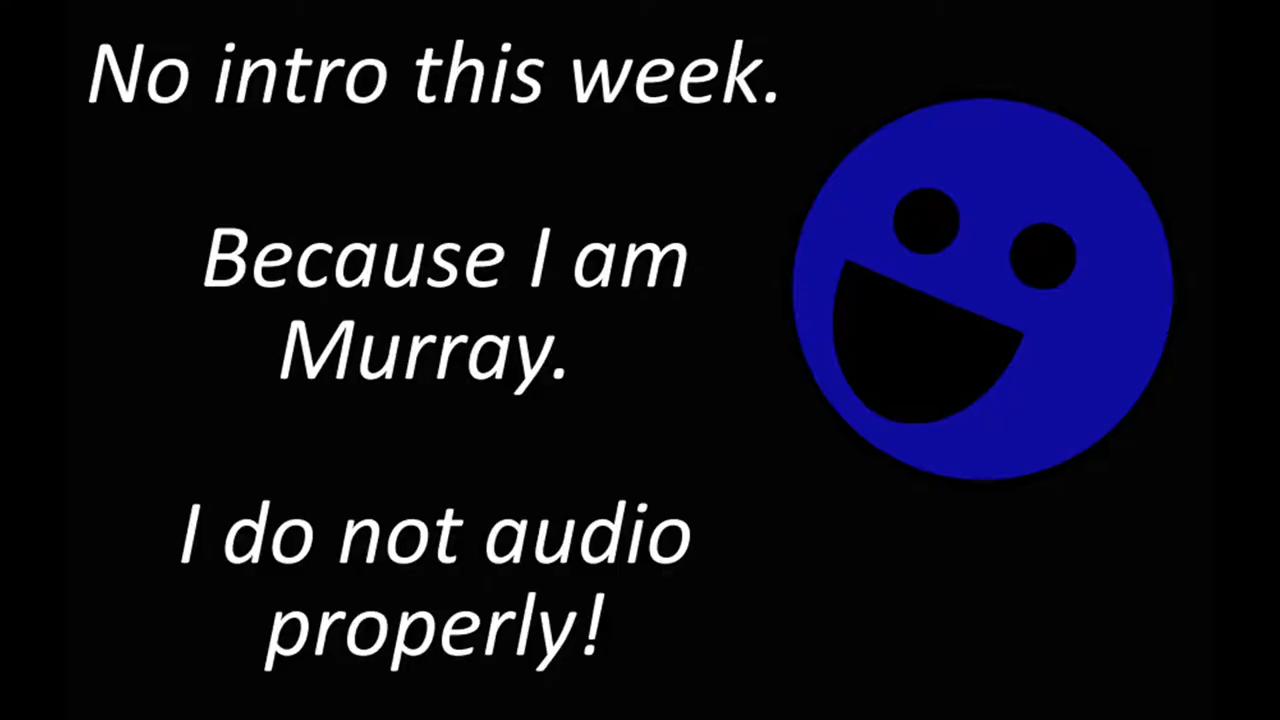 No intro this week.
Because I am
Murray.
I do not audio
properly!